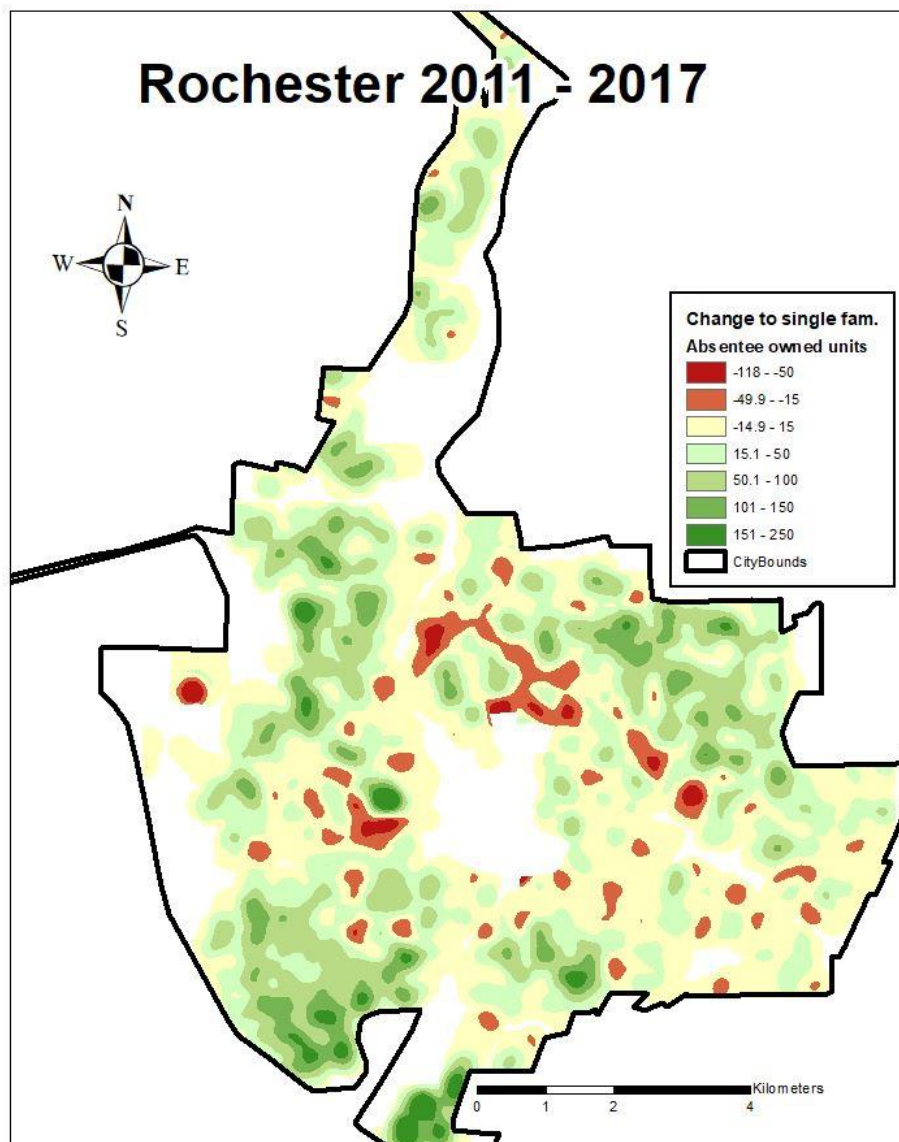 Rochester 2011 - 2017
N
W
E
S
Change to single fam.
Absentee owned units
-118 - -50
-49.9 - -15
-14.9 - 15
15.1 - 50
50.1 - 100
101 - 150
151 - 250
CityBounds
Kilometers
0 1 2 4